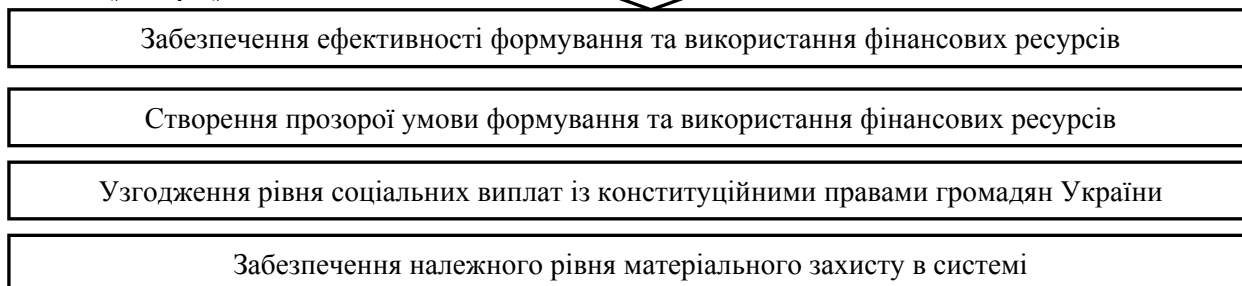 Забезпечення ефективності формування та використання фінансових ресурсів
Створення прозорої умови формування та використання фінансових ресурсів
Узгодження рівня соціальних виплат із конституційними правами громадян України
Забезпечення належного рівня матеріального захисту в системі